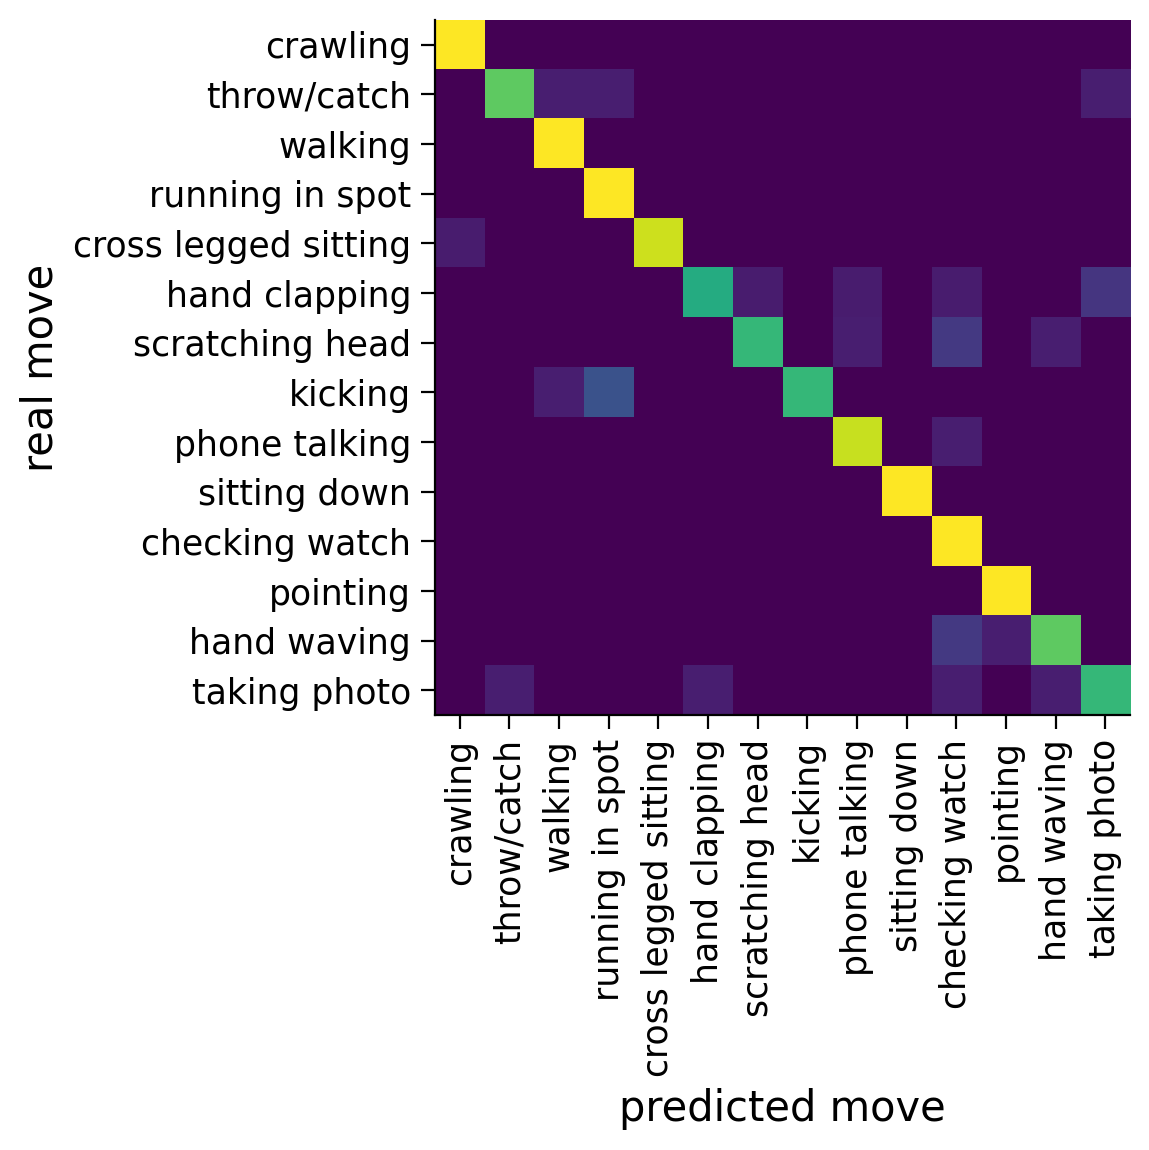 crawling
throw/catch
walking
running in spot
cross legged sitting
hand clapping
scratching head
kicking
phone talking
sitting down
checking watch
pointing
hand waving
taking photo
real move
crawling
throw/catch
walking
running in spot
cross legged sitting
hand clapping
scratching head
kicking
phone talking
sitting down
checking watch
pointing
hand waving
taking photo
predicted move